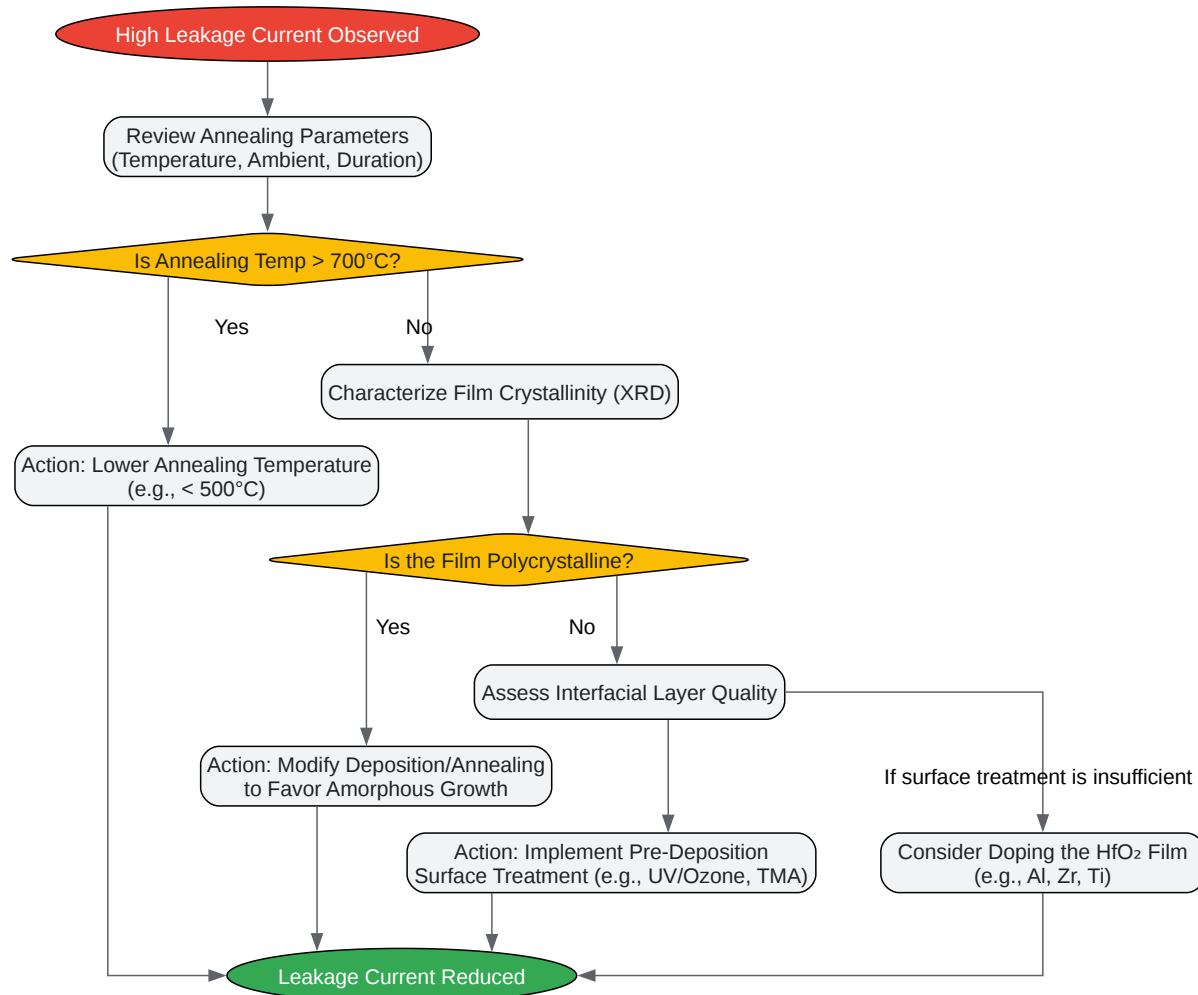 High Leakage Current Observed
Review Annealing Parameters
(Temperature, Ambient, Duration)
Is Annealing Temp > 700°C?
Yes
No
Characterize Film Crystallinity (XRD)
Action: Lower Annealing Temperature
(e.g., < 500°C)
Is the Film Polycrystalline?
Yes
No
Assess Interfacial Layer Quality
Action: Modify Deposition/Annealing
to Favor Amorphous Growth
If surface treatment is insufficient
Action: Implement Pre-Deposition
Surface Treatment (e.g., UV/Ozone, TMA)
Consider Doping the HfO₂ Film
(e.g., Al, Zr, Ti)
Leakage Current Reduced